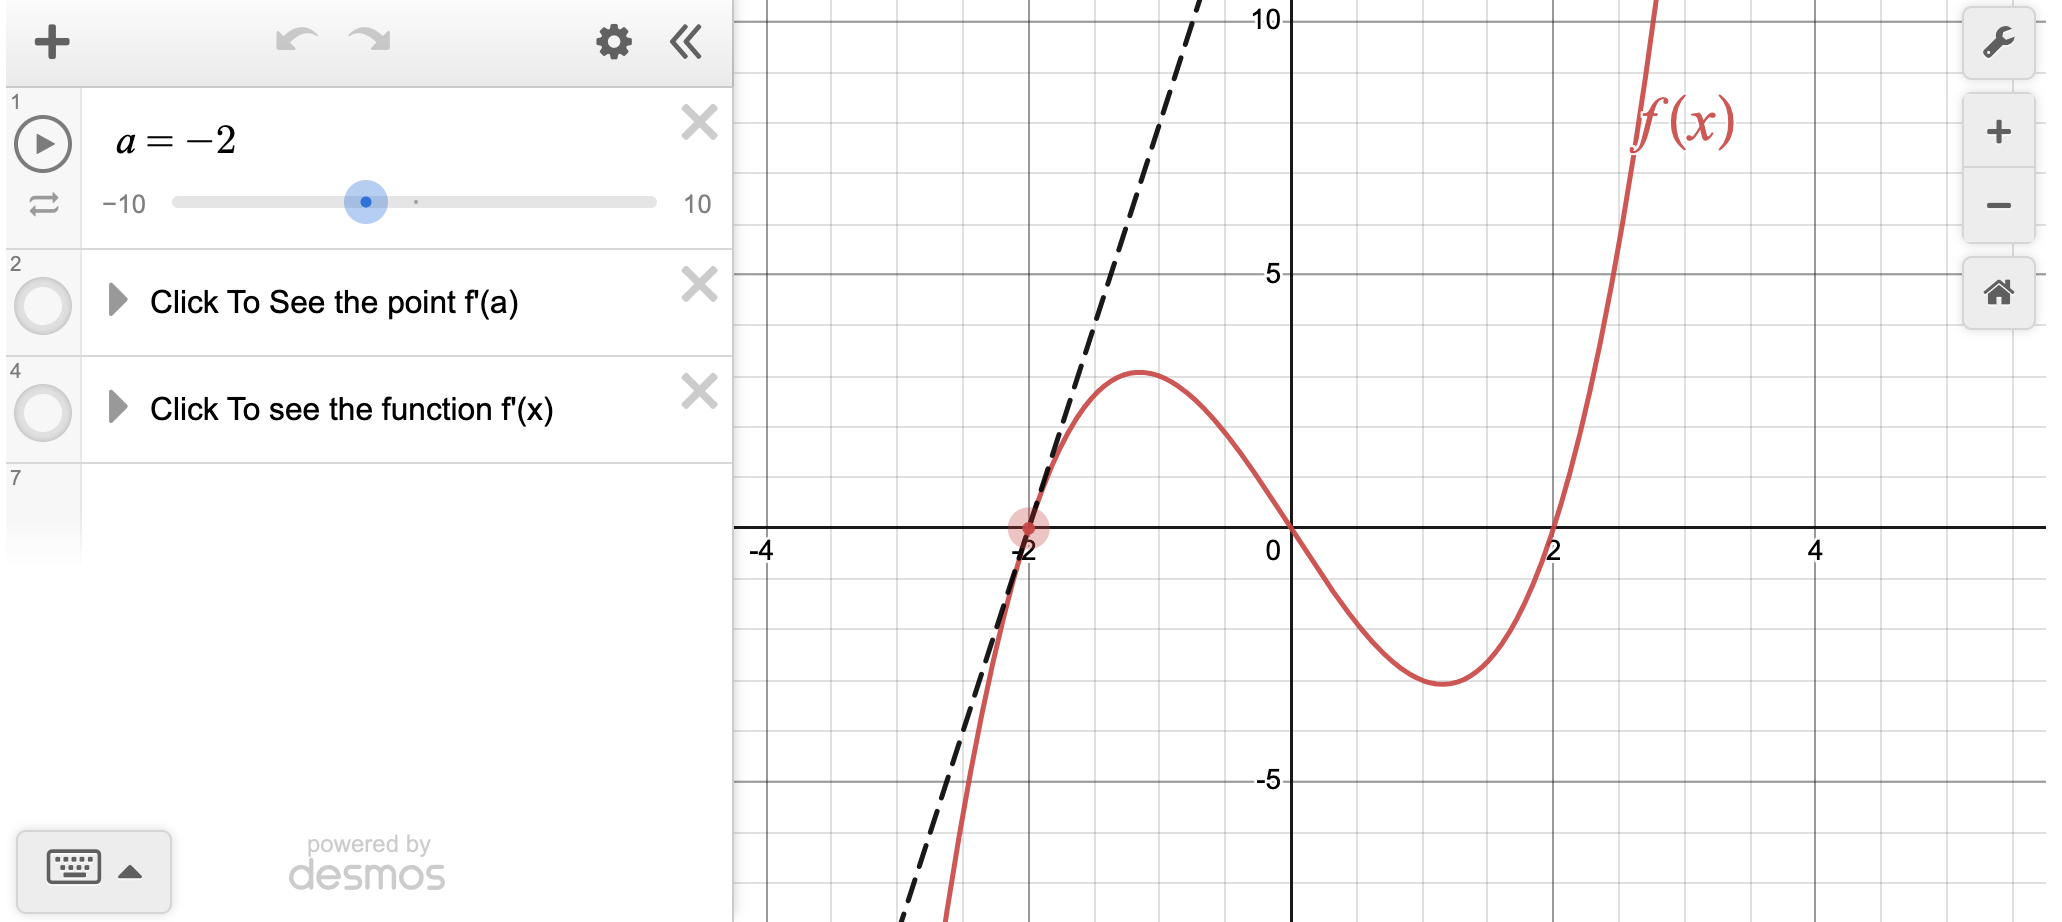 1
a = −2
−10
10
2
Click To See the point f'(a)
4
Click To see the function f'(x)
7
powered by
desmos
10
f(x)
5
-4
-2
0
2
4
-5